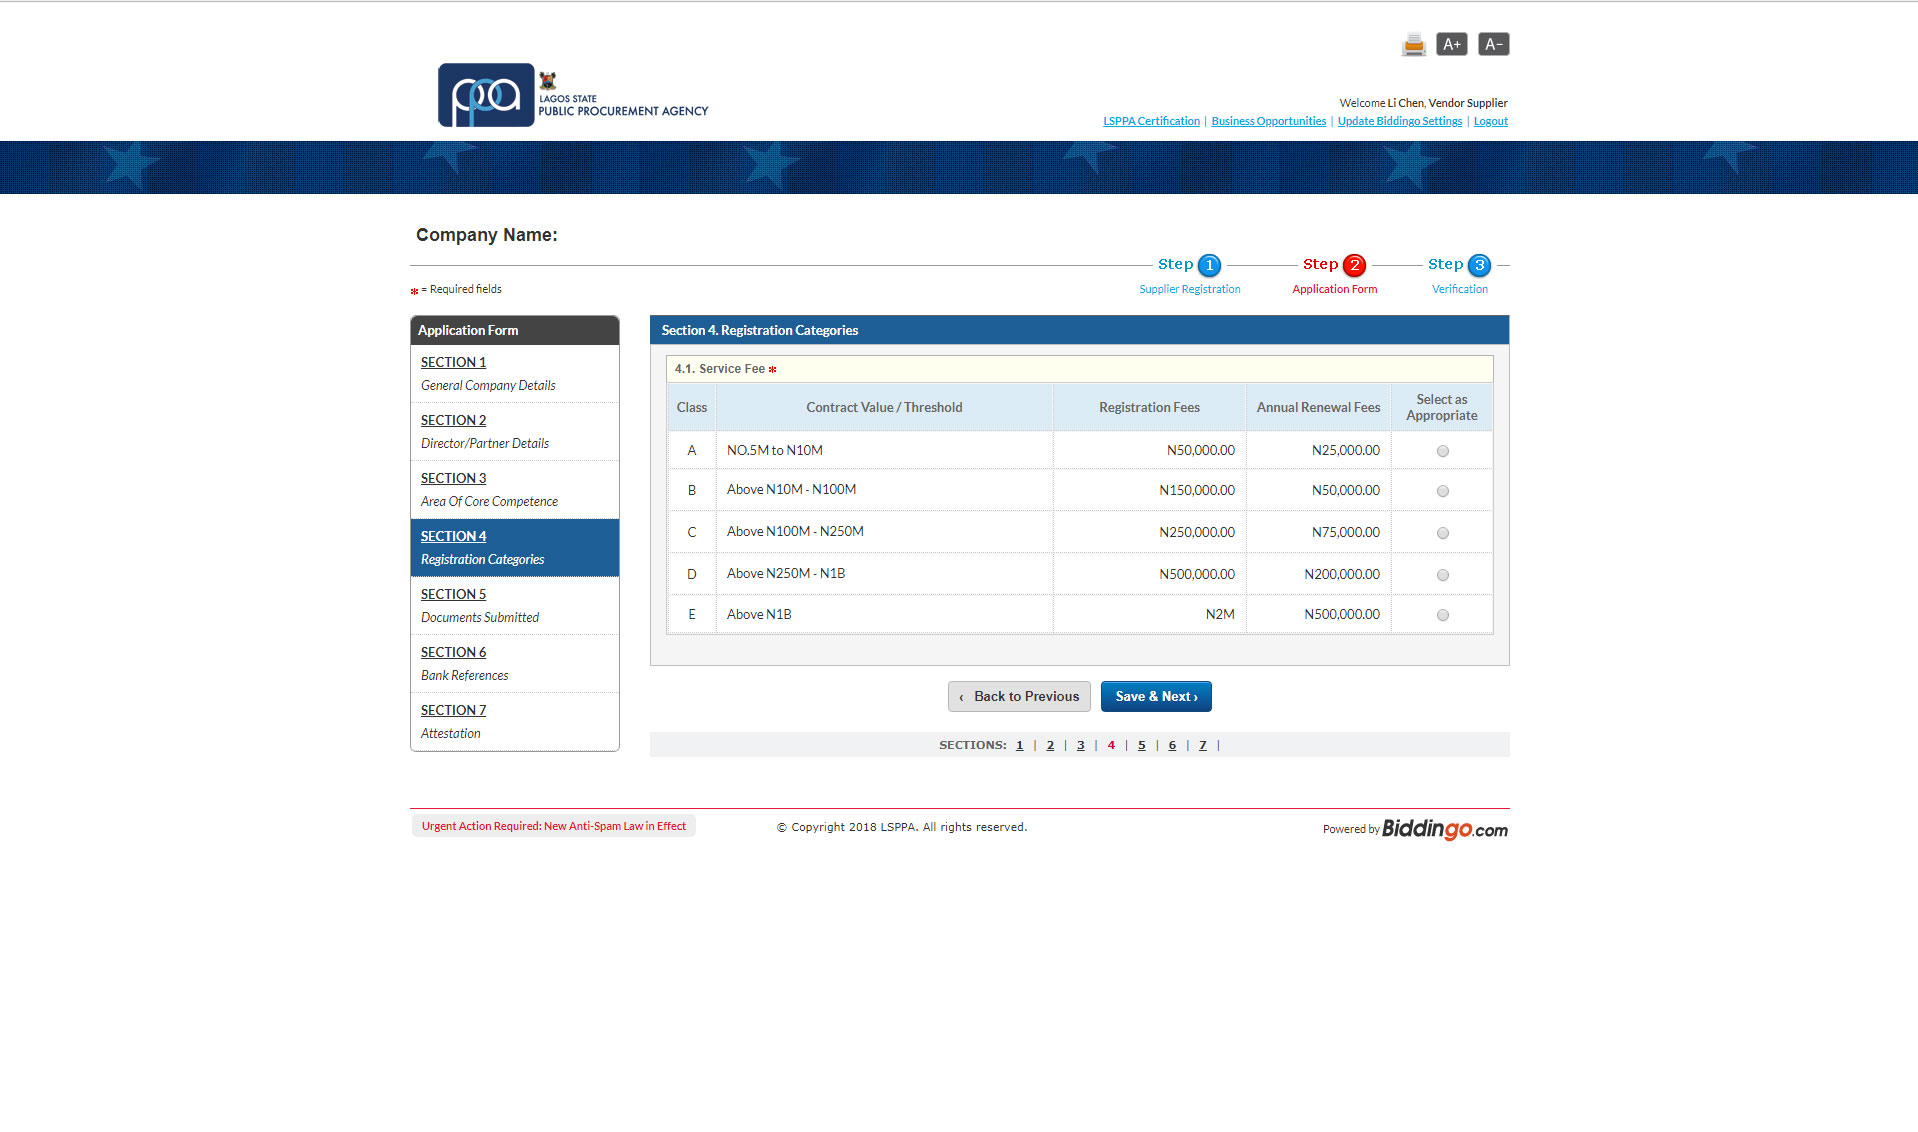 A+ A-
ppa
LAGOS STATE
PUBLIC PROCUREMENT AGENCY
Welcome Li Chen, Vendor Supplier
LSPPA Certification | Business Opportunities | Update Biddingo Settings | Logout
Company Name:
Step 1 Step 2 Step 3
* = Required fields
Supplier Registration Application Form Verification
Application Form
SECTION 1
General Company Details
SECTION 2
Director/Partner Details
SECTION 3
Area Of Core Competence
SECTION 4
Registration Categories
SECTION 5
Documents Submitted
SECTION 6
Bank References
SECTION 7
Attestation
Section 4. Registration Categories
4.1. Service Fee *
Class Contract Value / Threshold Registration Fees Annual Renewal Fees Select as Appropriate
A NO.5M to N10M N50,000.00 N25,000.00
B Above N10M - N100M N150,000.00 N50,000.00
C Above N100M - N250M N250,000.00 N75,000.00
D Above N250M - N1B N500,000.00 N200,000.00
E Above N1B N2M N500,000.00
‹ Back to Previous Save & Next ›
SECTIONS: 1 | 2 | 3 | 4 | 5 | 6 | 7 |
Urgent Action Required: New Anti-Spam Law in Effect
© Copyright 2018 LSPPA. All rights reserved.
Powered by Biddingo.com